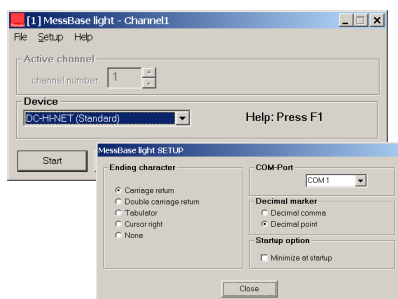 [1] MessBase light - Channel1
File Setup Help
Active channel
channel number 1
Device
DC-HI-NET (Standard)
Help: Press F1
Start
MessBase light SETUP
Ending character
Carriage return
Double carriage return
Tabulator
Cursor right
None
COM-Port
COM 1
Decimal marker
Decimal comma
Decimal point
Startup option
Minimize at startup
Close